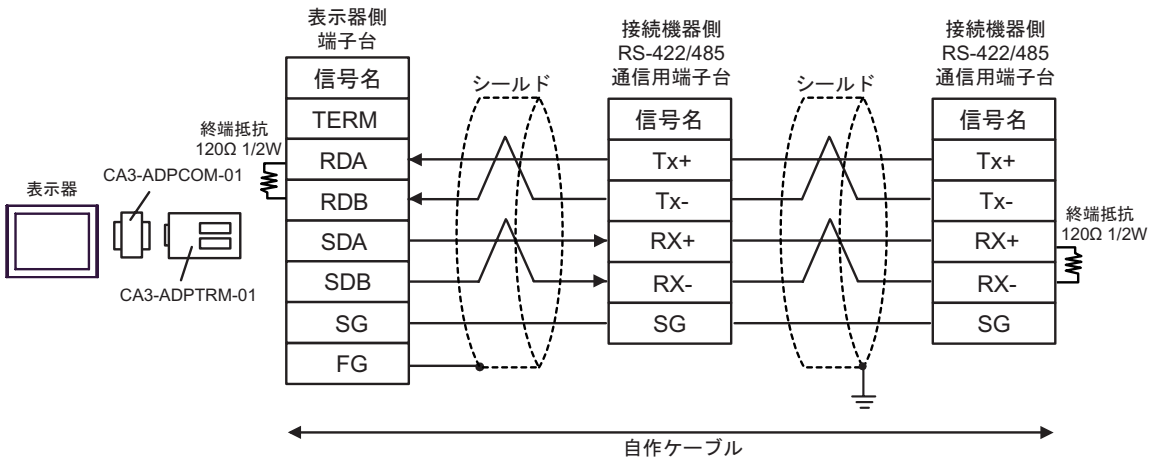 表示器側
端子台
信号名
TERM
RDA
RDB
SDA
SDB
SG
FG
終端抵抗
120Ω 1/2W
CA3-ADPCOM-01
表示器
CA3-ADPTRM-01
シールド
接続機器側
RS-422/485
通信用端子台
信号名
Tx+
Tx-
RX+
RX-
SG
シールド
接続機器側
RS-422/485
通信用端子台
信号名
Tx+
Tx-
RX+
RX-
SG
終端抵抗
120Ω 1/2W
自作ケーブル